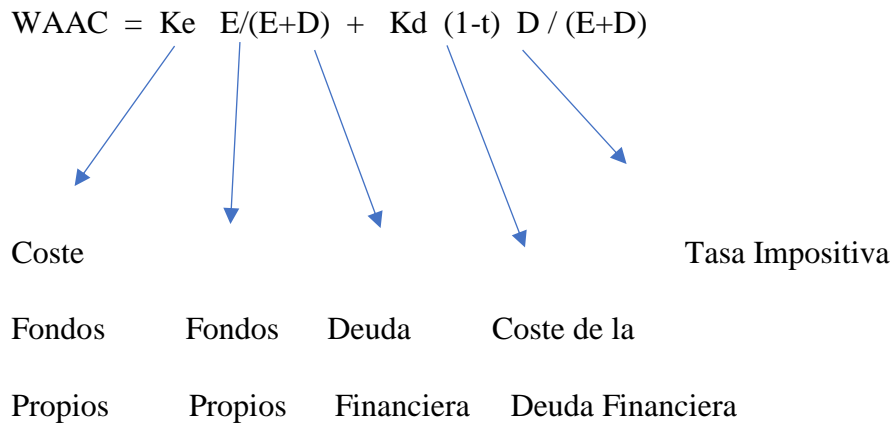 WAAC = Ke E/(E+D) + Kd (1-t) D / (E+D)
Coste Tasa Impositiva
Fondos Fondos Deuda Coste de la
Propios Propios Financiera Deuda Financiera